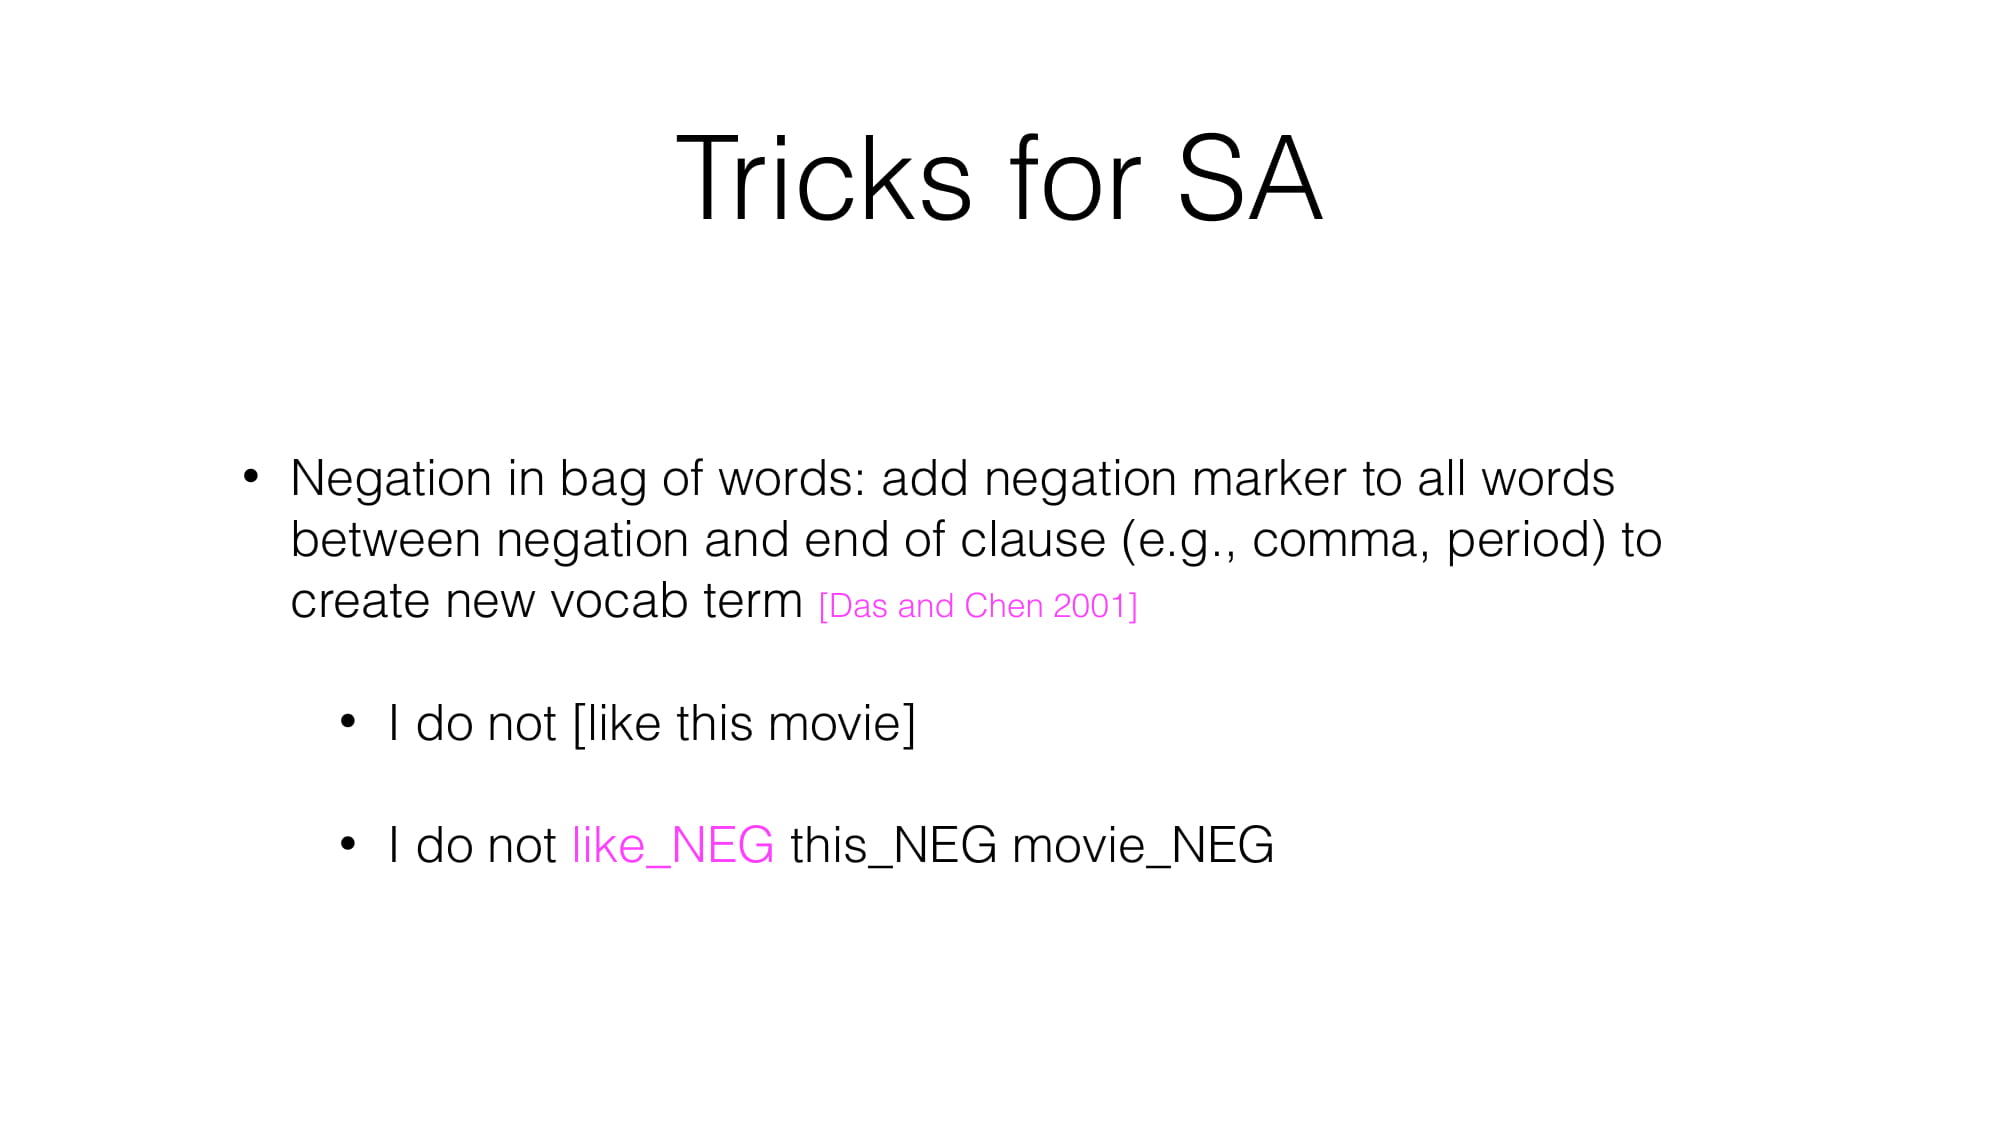 Tricks for SA
• Negation in bag of words: add negation marker to all words
between negation and end of clause (e.g., comma, period) to
create new vocab term [Das and Chen 2001]
• I do not [like this movie]
• I do not like_NEG this_NEG movie_NEG